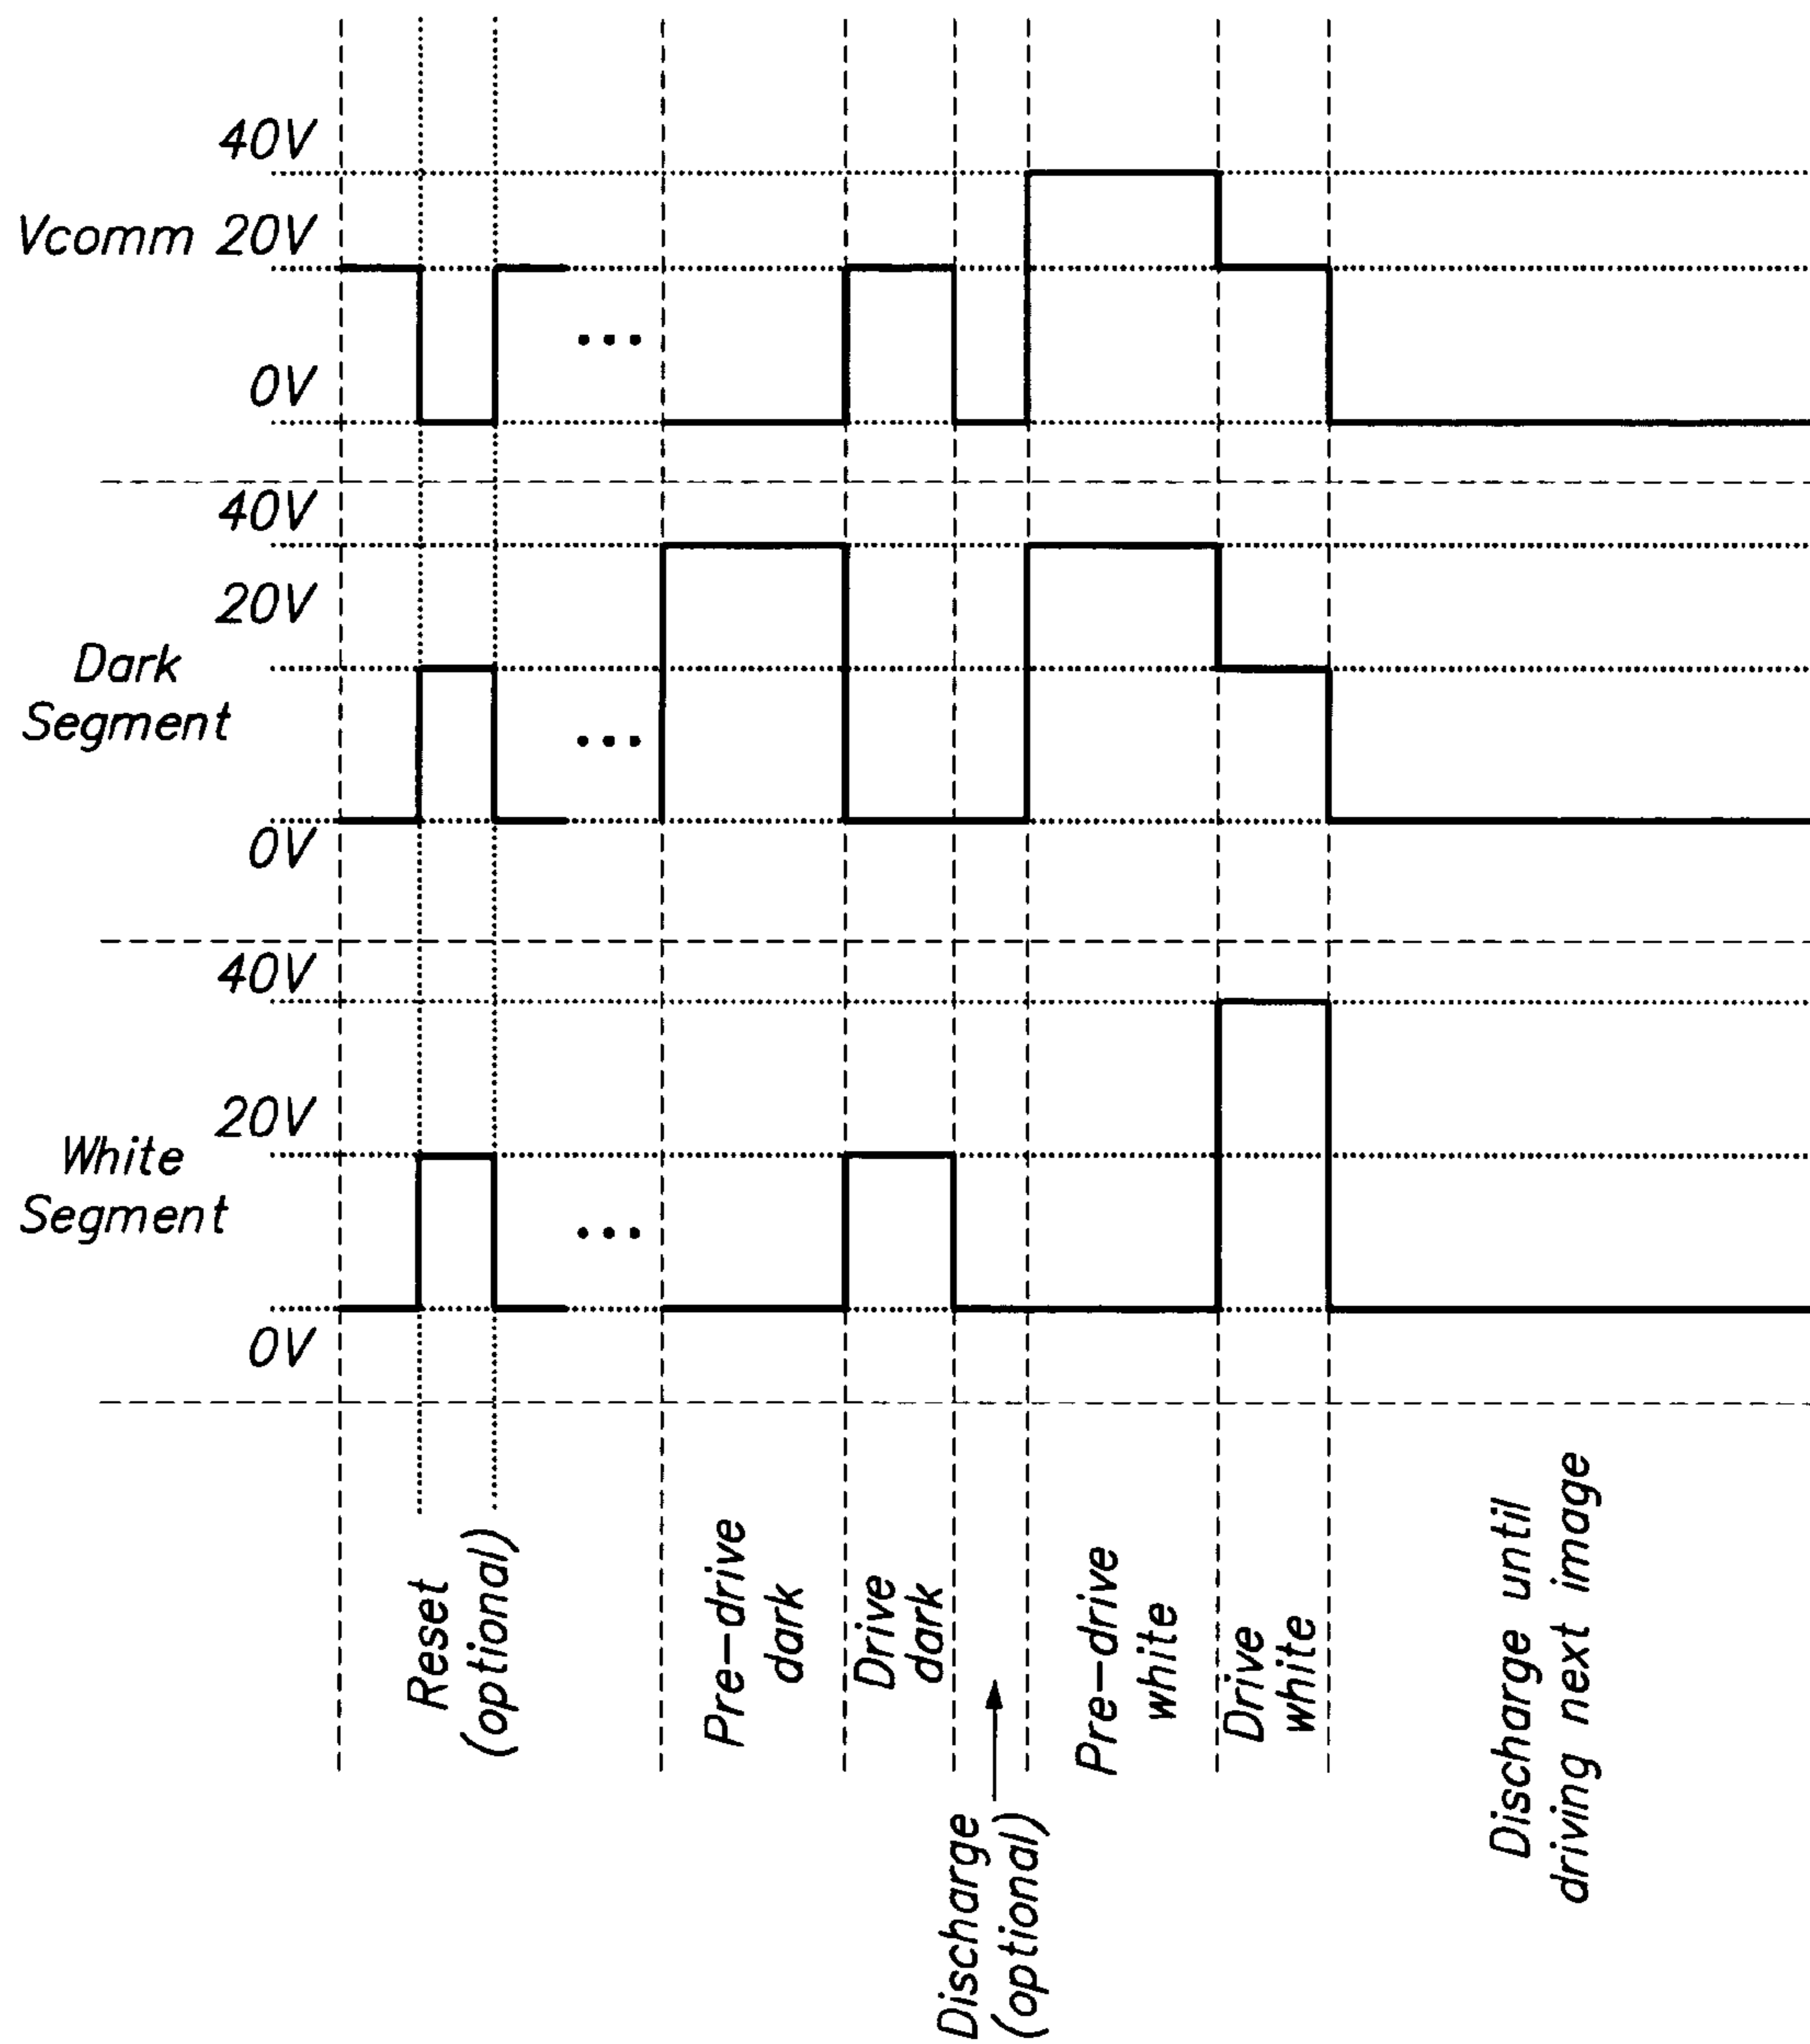 40V
Vcomm 20V
0V
40V
20V
Dark
Segment
0V
40V
20V
White
Segment
0V
Reset
(optional)
Pre-drive
dark
Drive
dark
Discharge
(optional)
Pre-drive
white
Drive
white
Discharge until
driving next image